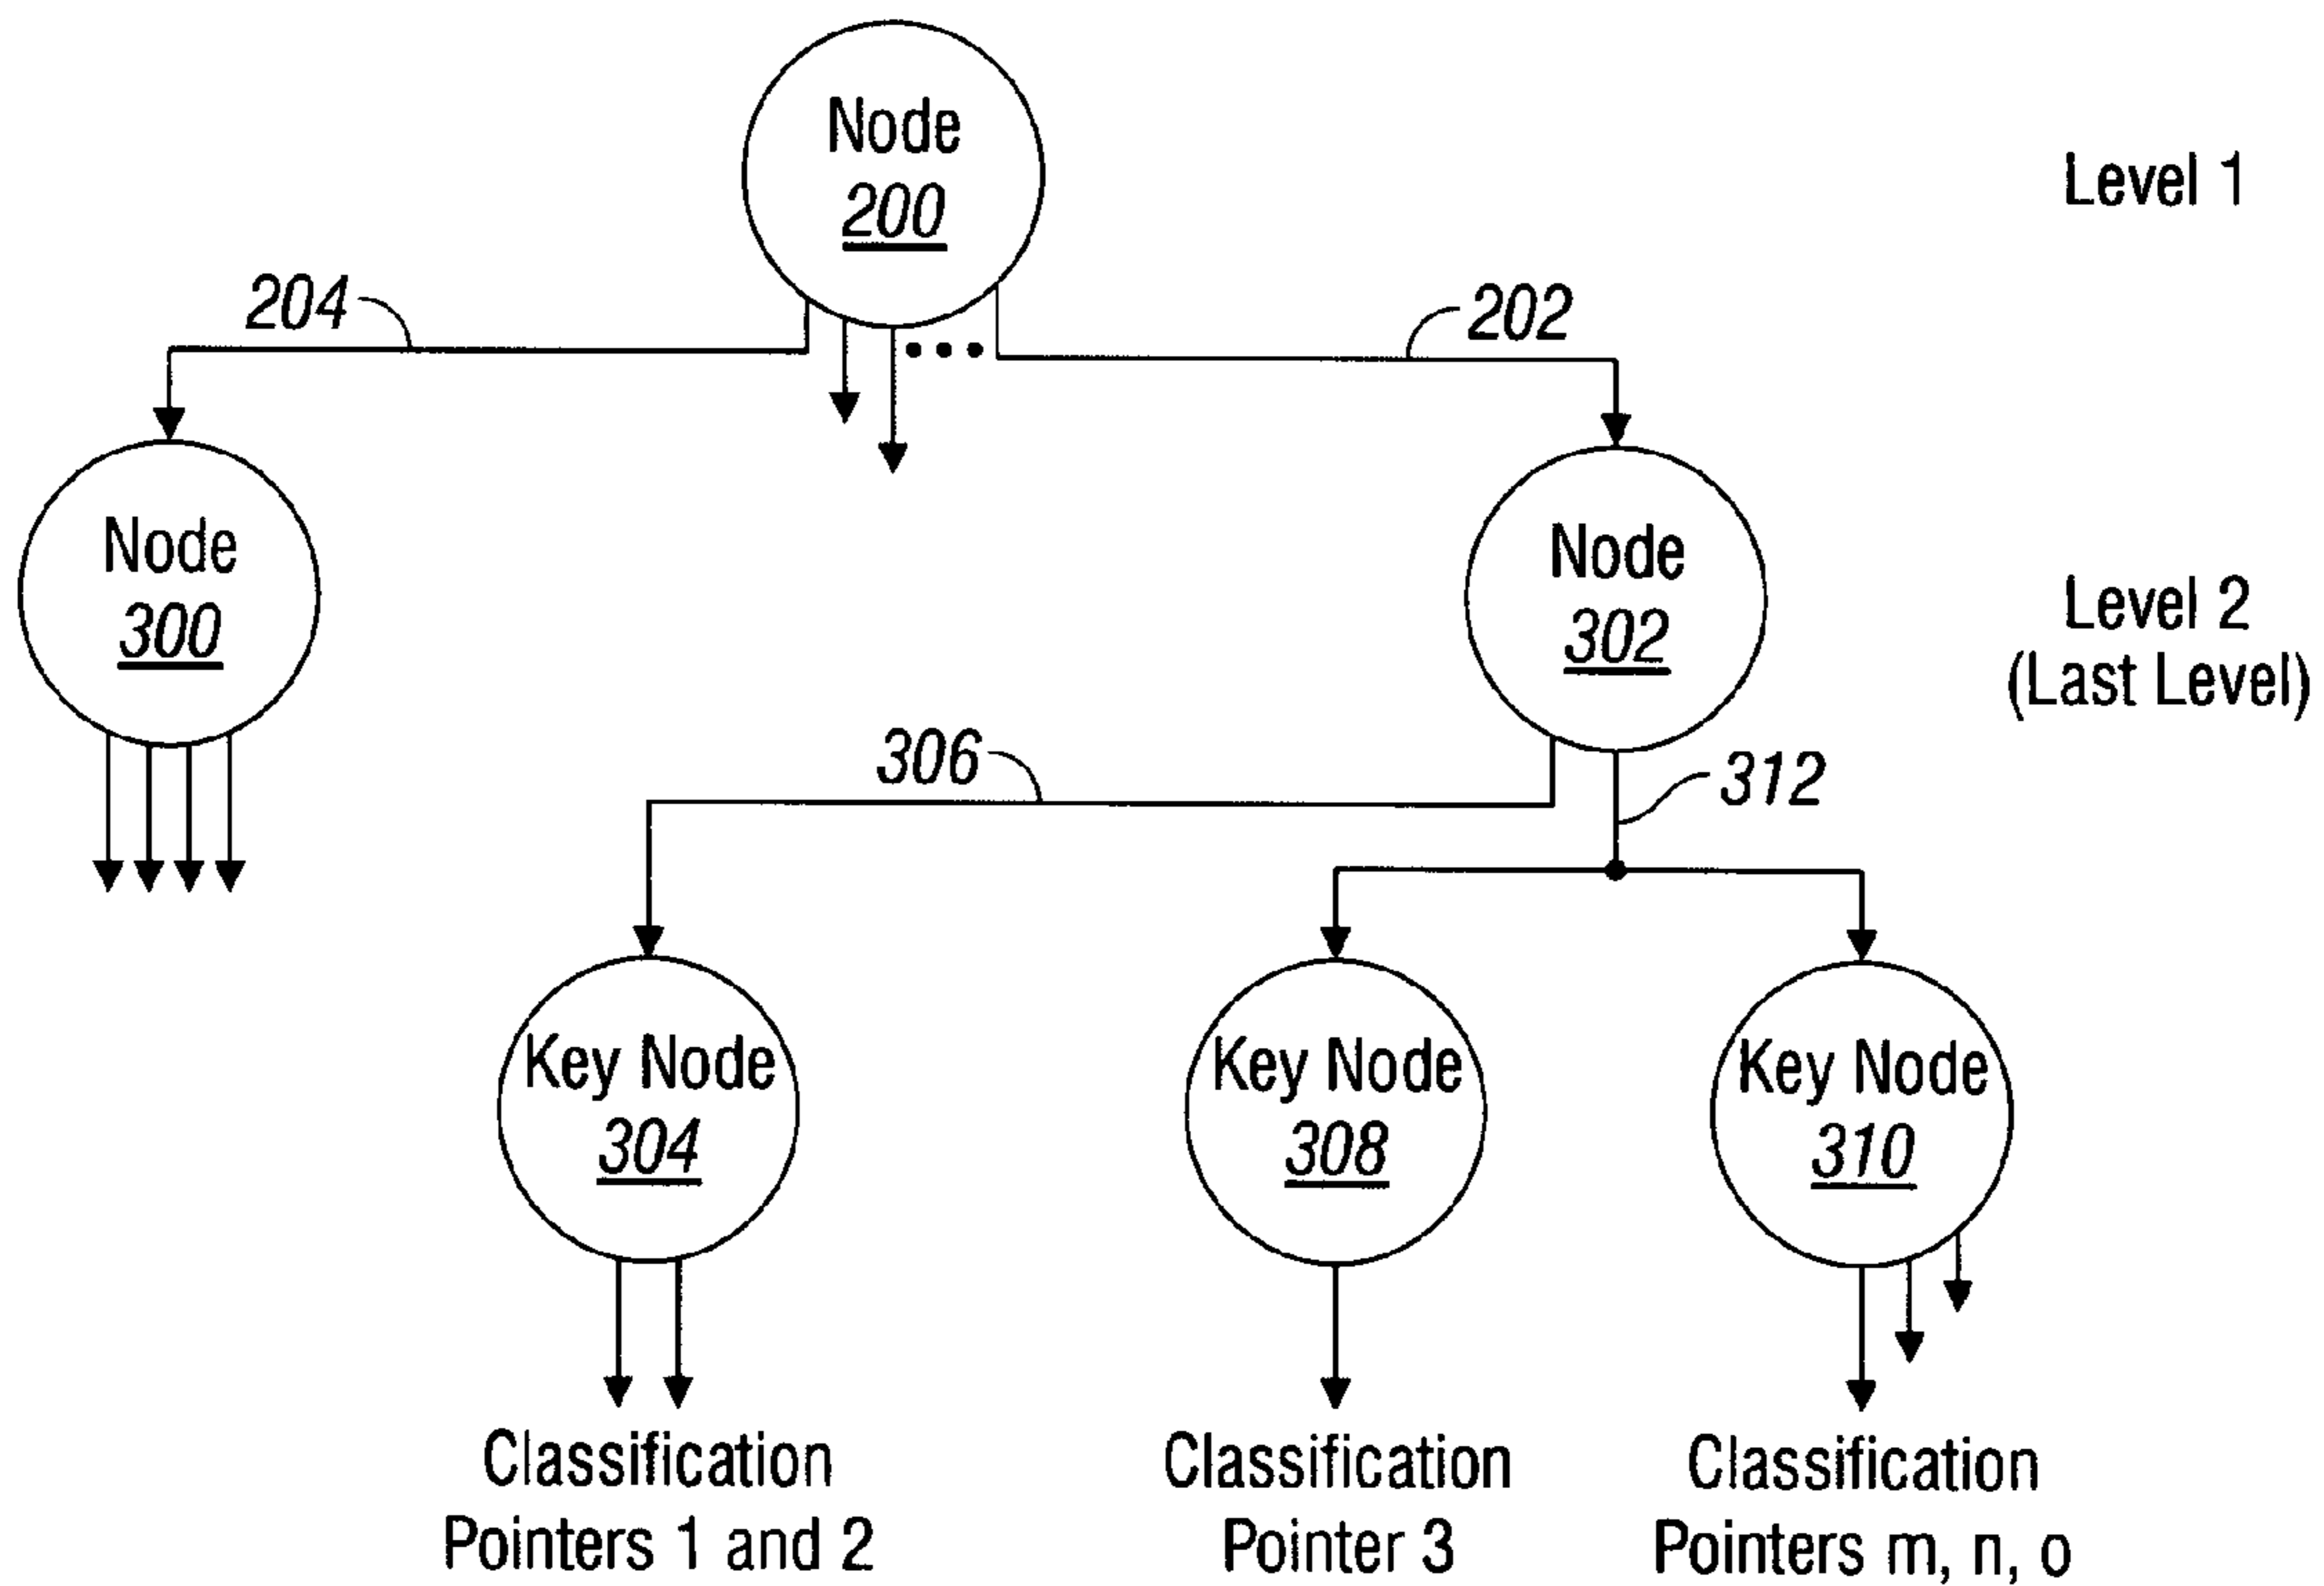 Node
200
Level 1
204
202
Node
300
Node
302
Level 2
(Last Level)
306
312
Key Node
304
Key Node
308
Key Node
310
Classification
Pointers 1 and 2
Classification
Pointer 3
Classification
Pointers m, n, o